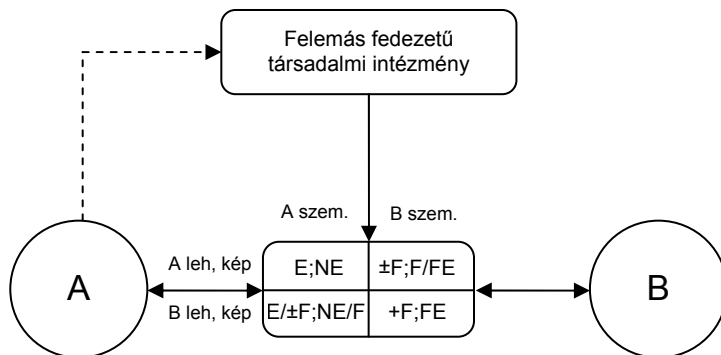 Felemás fedezetű
társadalmi intézmény
A szem. B szem.
A leh, kép E;NE ±F;F/FE
A B
B leh, kép E/±F;NE/F +F;FE